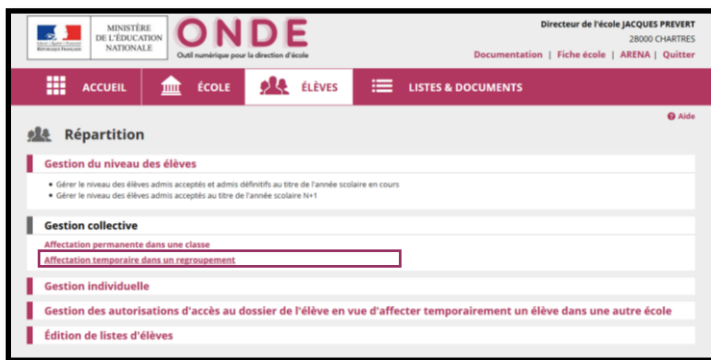 MINISTÈRE
DE L'ÉDUCATION
NATIONALE
ONDE
Outil numérique pour la direction d'école
Directeur de l'école JACQUES PREVERT
28000 CHARTRES
Documentation | Fiche école | ARENA | Quitter
ACCUEIL ÉCOLE ÉLÈVES LISTES & DOCUMENTS
Aide
Répartition
Gestion du niveau des élèves
Gérer le niveau des élèves admis acceptés et admis définitifs au titre de l'année scolaire en cours
Gérer le niveau des élèves admis acceptés au titre de l'année scolaire N+1
Gestion collective
Affectation permanente dans une classe
Affectation temporaire dans un regroupement
Gestion individuelle
Gestion des autorisations d'accès au dossier de l'élève en vue d'affecter temporairement un élève dans une autre école
Édition de listes d'élèves